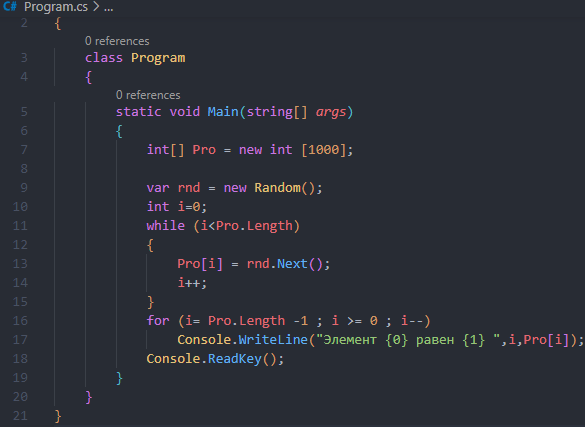 C# Program.cs > ...
2 {
0 references
3 class Program
4 {
0 references
5 static void Main(string[] args)
6 {
7 int[] Pro = new int [1000];
8
9 var rnd = new Random();
10 int i=0;
11 while (i<Pro.Length)
12 {
13 Pro[i] = rnd.Next();
14 i++;
15 }
16 for (i= Pro.Length -1 ; i >= 0 ; i--)
17 Console.WriteLine("Элемент {0} равен {1} ",i,Pro[i]);
18 Console.ReadKey();
19 }
20 }
21 }